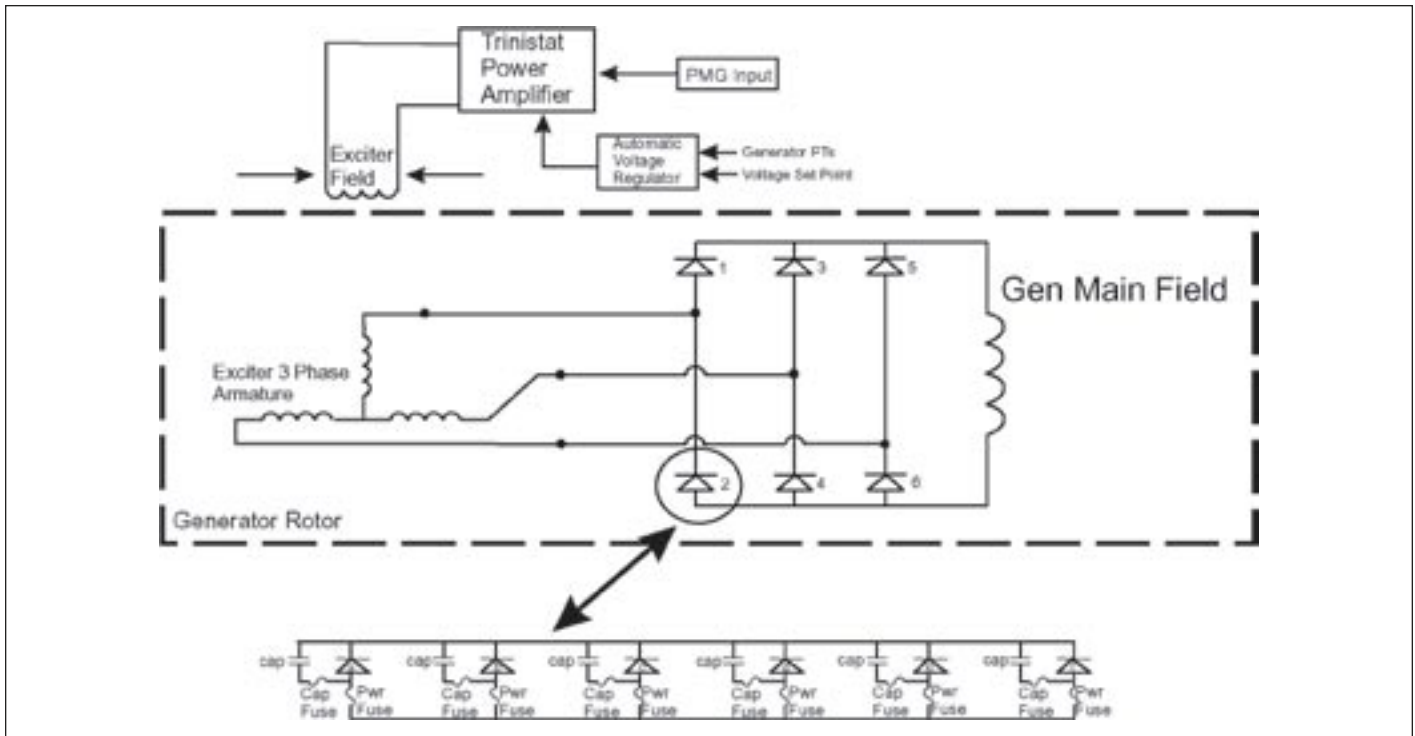 Trinistat
Power
Amplifier
PMG Input
Exciter
Field
Automatic
Voltage
Regulator
Generator PTs
Voltage Set Point
1
3
5
Gen Main Field
Exciter 3 Phase
Armature
2
4
6
Generator Rotor
cap
cap
cap
cap
cap
cap
Cap
Fuse
Pwr
Fuse
Cap
Fuse
Pwr
Fuse
Cap
Fuse
Pwr
Fuse
Cap
Fuse
Pwr
Fuse
Cap
Fuse
Pwr
Fuse
Cap
Fuse
Pwr
Fuse